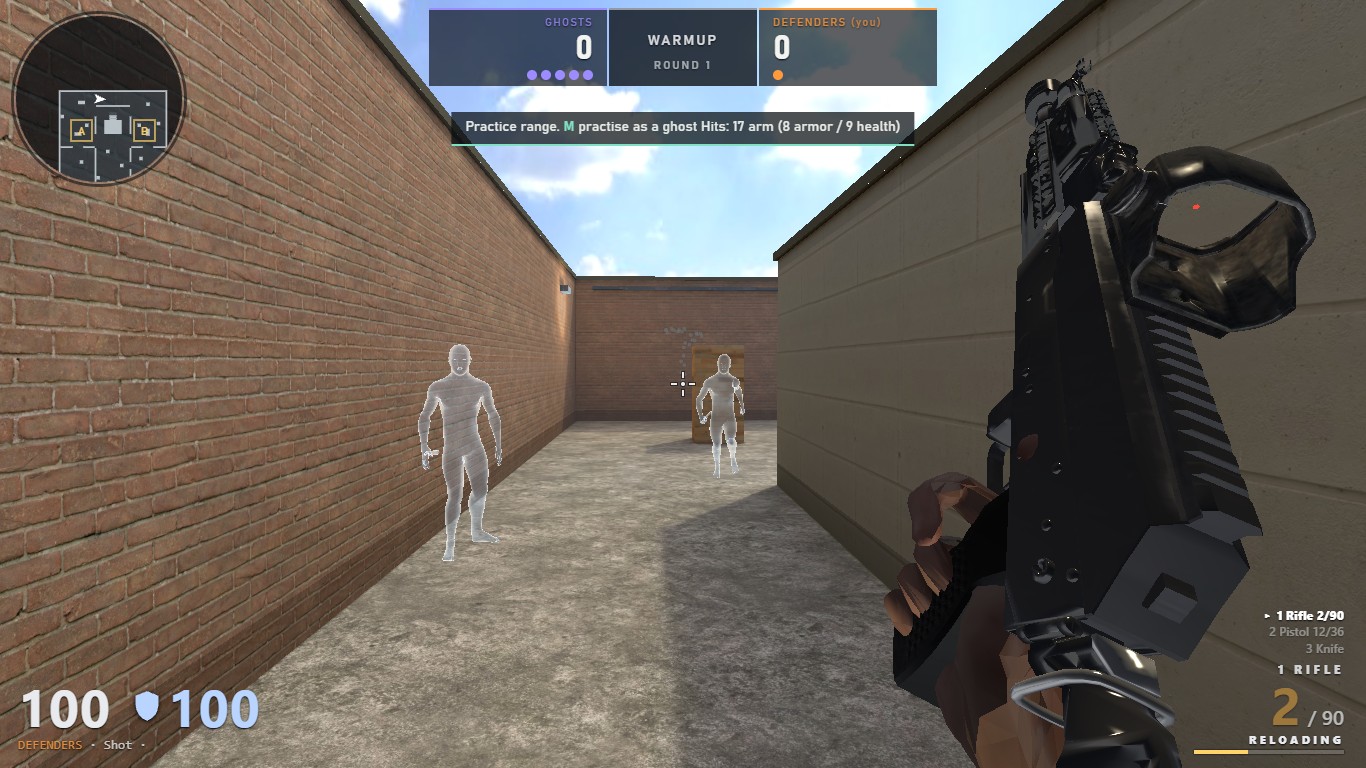 GHOSTS
0
WARMUP
ROUND 1
DEFENDERS (you)
0
Practice range. M practise as a ghost Hits: 17 arm (8 armor / 9 health)
A
B
1 Rifle 2/90
2 Pistol 12/36
3 Knife
1 RIFLE
2 / 90
RELOADING
100 100
DEFENDERS · Shot ·